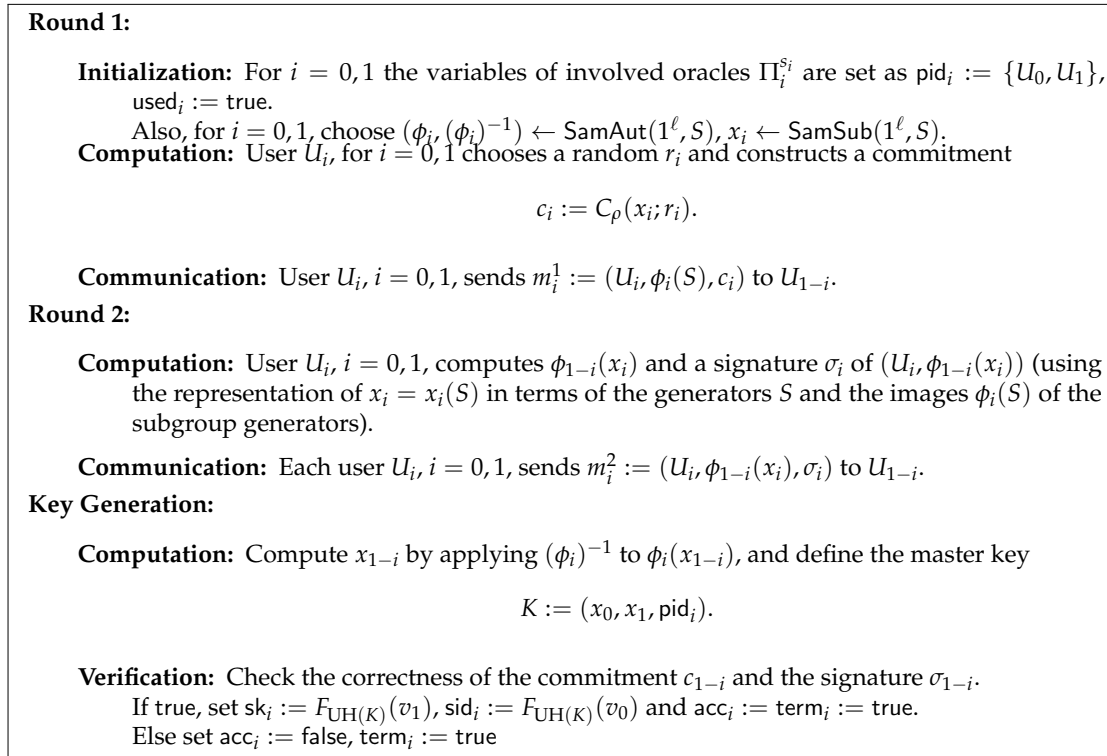 Round 1:
Initialization: For i = 0, 1 the variables of involved oracles Π_i^{s_i} are set as pid_i := {U_0, U_1},
used_i := true.
Also, for i = 0, 1, choose (ϕ_i, (ϕ_i)^{−1}) ← SamAut(1^ℓ, S), x_i ← SamSub(1^ℓ, S).
Computation: User U_i, for i = 0, 1 chooses a random r_i and constructs a commitment
c_i := C_ρ(x_i; r_i).
Communication: User U_i, i = 0, 1, sends m_i^1 := (U_i, ϕ_i(S), c_i) to U_{1−i}.
Round 2:
Computation: User U_i, i = 0, 1, computes ϕ_{1−i}(x_i) and a signature σ_i of (U_i, ϕ_{1−i}(x_i)) (using
the representation of x_i = x_i(S) in terms of the generators S and the images ϕ_i(S) of the
subgroup generators).
Communication: Each user U_i, i = 0, 1, sends m_i^2 := (U_i, ϕ_{1−i}(x_i), σ_i) to U_{1−i}.
Key Generation:
Computation: Compute x_{1−i} by applying (ϕ_i)^{−1} to ϕ_i(x_{1−i}), and define the master key
K := (x_0, x_1, pid_i).
Verification: Check the correctness of the commitment c_{1−i} and the signature σ_{1−i}.
If true, set sk_i := F_{UH(K)}(v_1), sid_i := F_{UH(K)}(v_0) and acc_i := term_i := true.
Else set acc_i := false, term_i := true